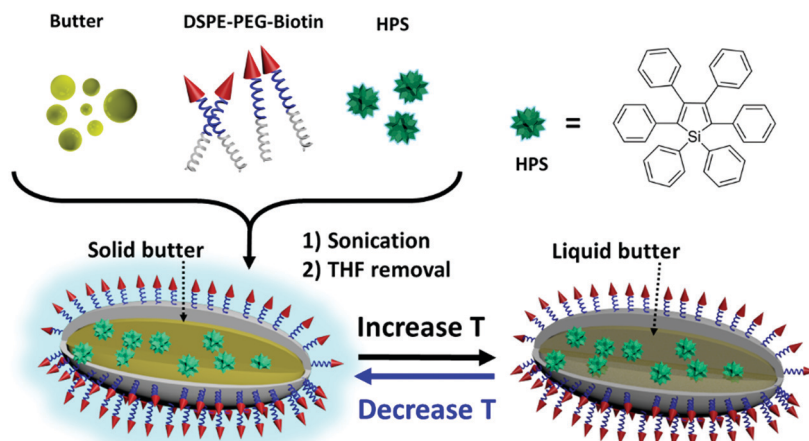 Butter
DSPE-PEG-Biotin
HPS
Si
=
HPS
1) Sonication
2) THF removal
Solid butter
Liquid butter
Increase T
Decrease T